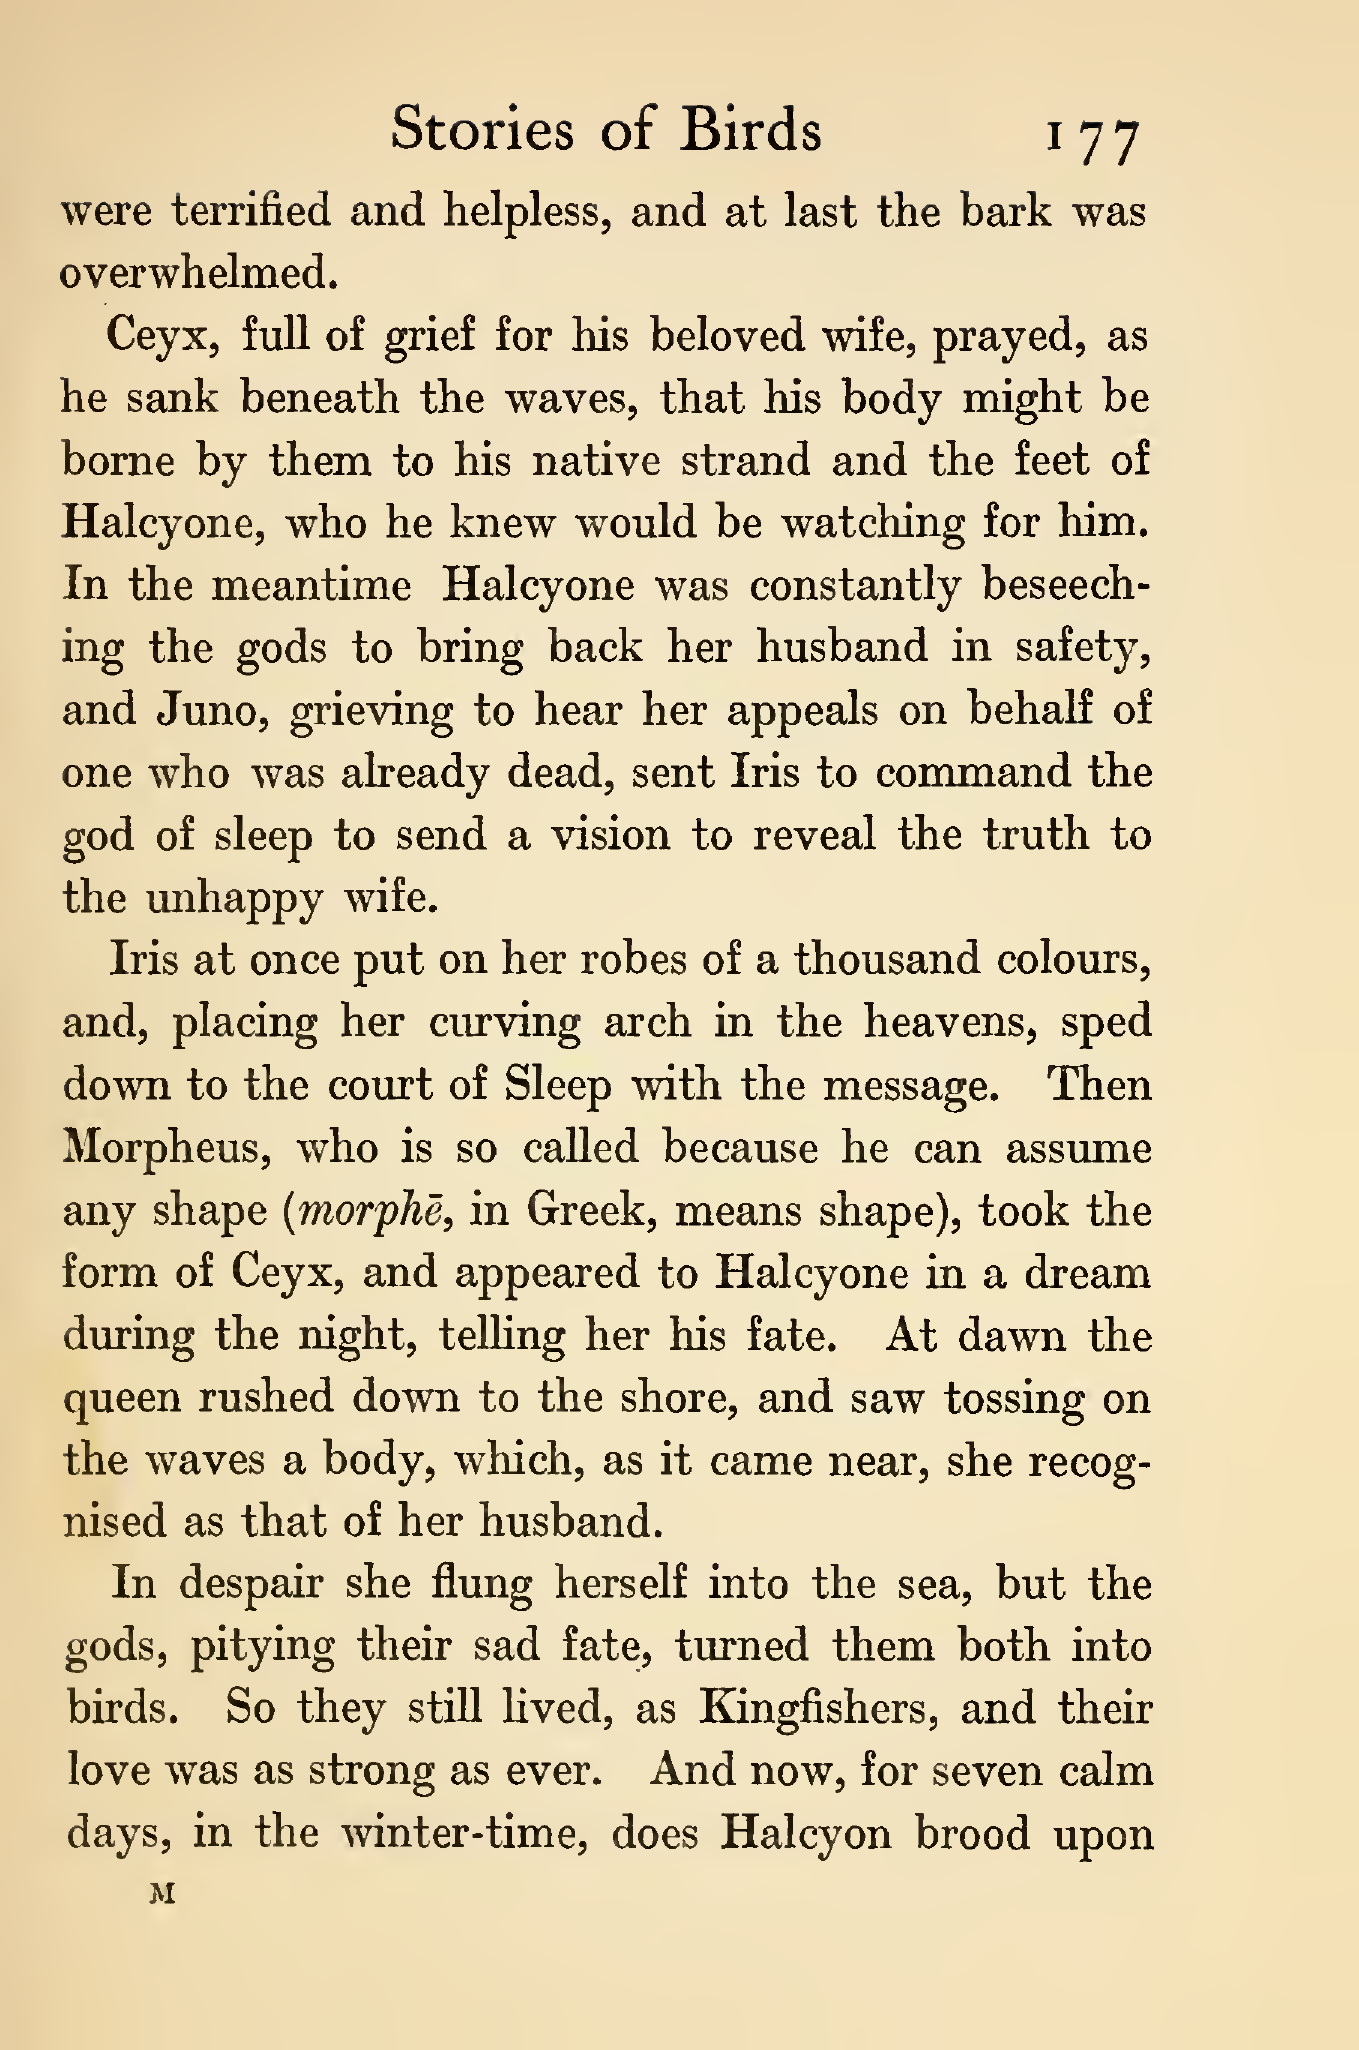 Stories of Birds 177
were terrified and helpless, and at last the bark was
overwhelmed.
Ceyx, full of grief for his beloved wife, prayed, as
he sank beneath the waves, that his body might be
borne by them to his native strand and the feet of
Halcyone, who he knew would be watching for him.
In the meantime Halcyone was constantly beseech-
ing the gods to bring back her husband in safety,
and Juno, grieving to hear her appeals on behalf of
one who was already dead, sent Iris to command the
god of sleep to send a vision to reveal the truth to
the unhappy wife.
Iris at once put on her robes of a thousand colours,
and, placing her curving arch in the heavens, sped
down to the court of Sleep with the message. Then
Morpheus, who is so called because he can assume
any shape (morphē, in Greek, means shape), took the
form of Ceyx, and appeared to Halcyone in a dream
during the night, telling her his fate. At dawn the
queen rushed down to the shore, and saw tossing on
the waves a body, which, as it came near, she recog-
nised as that of her husband.
In despair she flung herself into the sea, but the
gods, pitying their sad fate, turned them both into
birds. So they still lived, as Kingfishers, and their
love was as strong as ever. And now, for seven calm
days, in the winter-time, does Halcyon brood upon
M